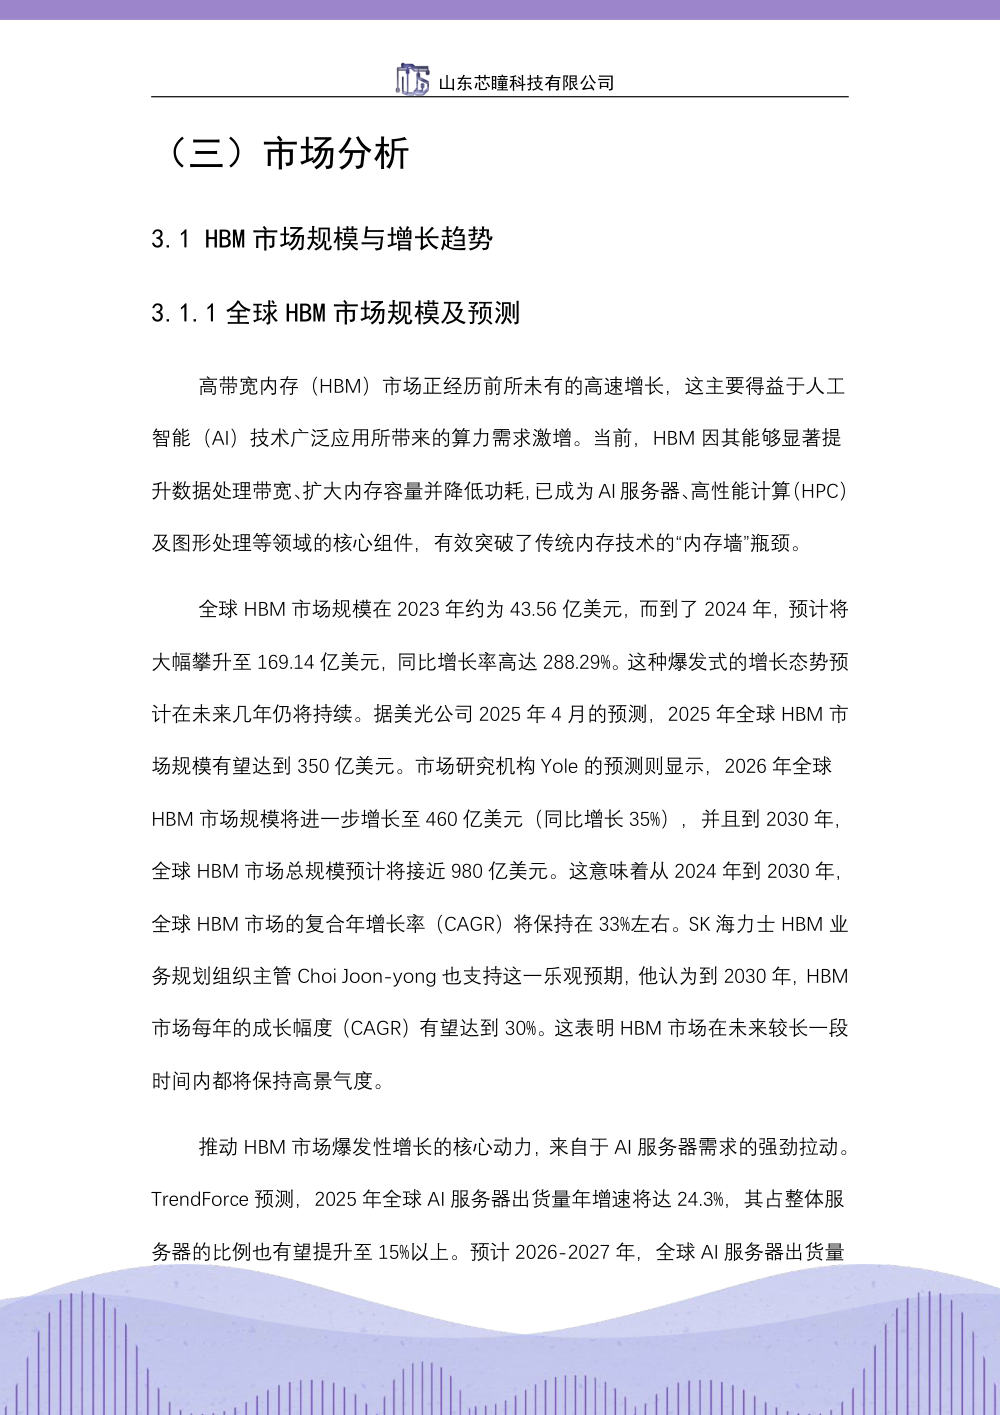 山东芯瞳科技有限公司
（三）市场分析
3.1 HBM 市场规模与增长趋势
3.1.1 全球 HBM 市场规模及预测
高带宽内存（HBM）市场正经历前所未有的高速增长，这主要得益于人工
智能（AI）技术广泛应用所带来的算力需求激增。当前，HBM 因其能够显著提
升数据处理带宽、扩大内存容量并降低功耗，已成为 AI 服务器、高性能计算（HPC）
及图形处理等领域的核心组件，有效突破了传统内存技术的“内存墙”瓶颈。
全球 HBM 市场规模在 2023 年约为 43.56 亿美元，而到了 2024 年，预计将
大幅攀升至 169.14 亿美元，同比增长率高达 288.29%。这种爆发式的增长态势预
计在未来几年仍将持续。据美光公司 2025 年 4 月的预测，2025 年全球 HBM 市
场规模有望达到 350 亿美元。市场研究机构 Yole 的预测则显示，2026 年全球
HBM 市场规模将进一步增长至 460 亿美元（同比增长 35%），并且到 2030 年，
全球 HBM 市场总规模预计将接近 980 亿美元。这意味着从 2024 年到 2030 年，
全球 HBM 市场的复合年增长率（CAGR）将保持在 33%左右。SK 海力士 HBM 业
务规划组织主管 Choi Joon-yong 也支持这一乐观预期，他认为到 2030 年，HBM
市场每年的成长幅度（CAGR）有望达到 30%。这表明 HBM 市场在未来较长一段
时间内都将保持高景气度。
推动 HBM 市场爆发性增长的核心动力，来自于 AI 服务器需求的强劲拉动。
TrendForce 预测，2025 年全球 AI 服务器出货量年增速将达 24.3%，其占整体服
务器的比例也有望提升至 15%以上。预计 2026-2027 年，全球 AI 服务器出货量